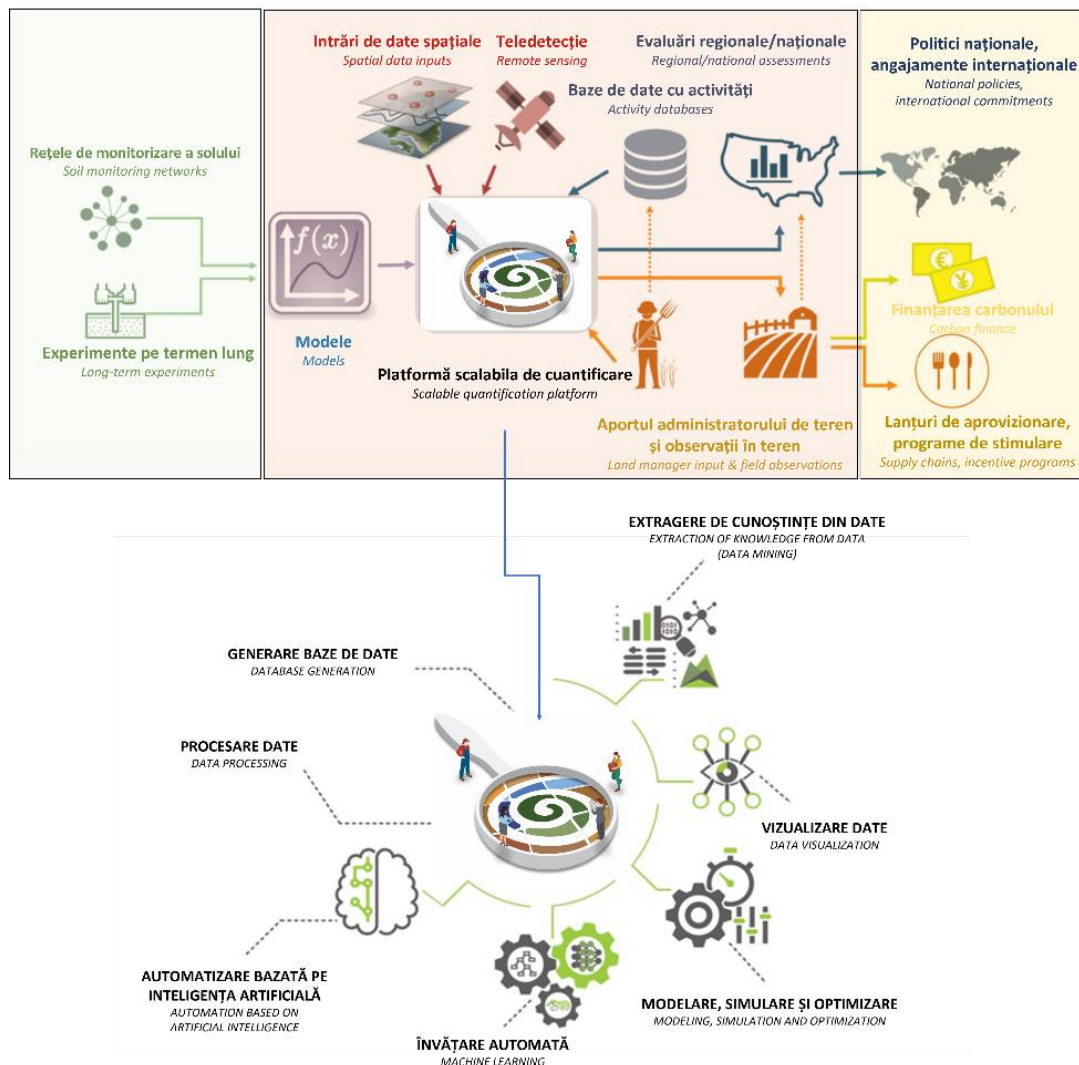 Rețele de monitorizare a solului
Soil monitoring networks
Experimente pe termen lung
Long-term experiments
Intrări de date spațiale
Spatial data inputs
Teledetecție
Remote sensing
Evaluări regionale/naționale
Regional/national assessments
Baze de date cu activități
Activity databases
f(x)
Modele
Models
Platformă scalabila de cuantificare
Scalable quantification platform
Aportul administratorului de teren
și observații în teren
Land manager input & field observations
Politici naționale,
angajamente internaționale
National policies,
international commitments
€
¥
Finanțarea carbonului
Carban finance
Lanțuri de aprovizionare,
programe de stimulare
Supply chains, incentive programs
EXTRAGERE DE CUNOȘTINȚE DIN DATE
EXTRACTION OF KNOWLEDGE FROM DATA
(DATA MINING)
GENERARE BAZE DE DATE
DATABASE GENERATION
PROCESARE DATE
DATA PROCESSING
VIZUALIZARE DATE
DATA VISUALIZATION
AUTOMATIZARE BAZATĂ PE
INTELIGENȚA ARTIFICIALĂ
AUTOMATION BASED ON
ARTIFICIAL INTELLIGENCE
MODELARE, SIMULARE ȘI OPTIMIZARE
MODELING, SIMULATION AND OPTIMIZATION
ÎNVĂȚARE AUTOMATĂ
MACHINE LEARNING